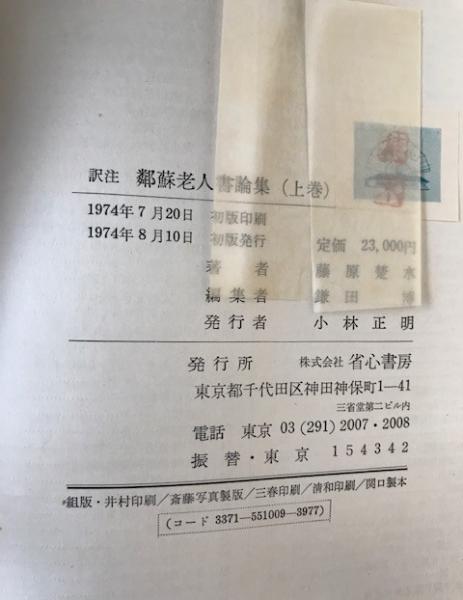 訳注 鄰蘇老人書論集（上巻）
1974年7月20日 初版印刷
1974年8月10日 初版発行
定価 23,000円
著者 藤原楚水
編集者 鎌田博
発行者 小林正明
発行所 株式会社 省心書房
東京都千代田区神田神保町1—41
三省堂第二ビル内
電話 東京 03 (291) 2007・2008
振替・東京 154342
組版・井村印刷／斎藤写真製版／三春印刷／清和印刷／関口製本
(コード 3371—551009—3977)